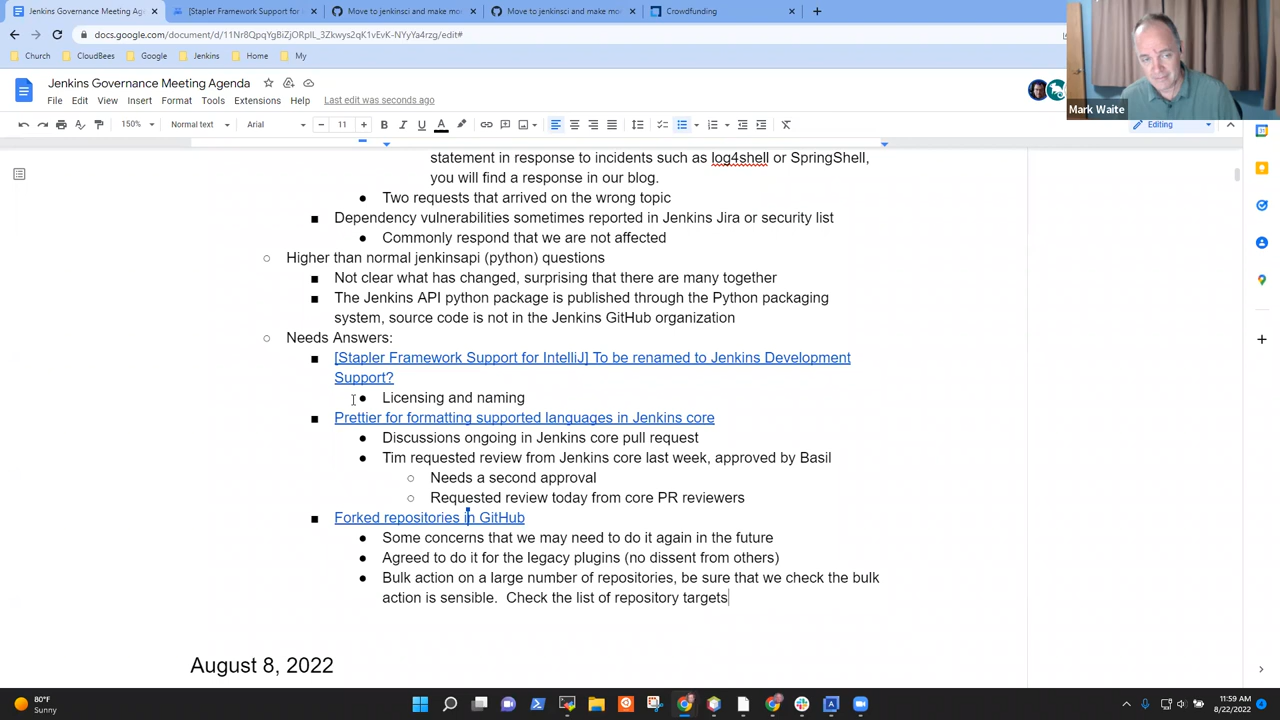 Jenkins Governance Meeting Agenda
[Stapler Framework Support for
Move to jenkinsci and make mo
Move to jenkinsci and make mo
Crowdfunding
docs.google.com/document/d/11Nr8QpqYgBiZjORpIL_3Zkwys2qK1vEvK-NYyYa4rzg/edit#
Church
CloudBees
Google
Jenkins
Home
My
Mark Waite
Jenkins Governance Meeting Agenda
File Edit View Insert Format Tools Extensions Help Last edit was seconds ago
150% Normal text Arial 11 Editing
statement in response to incidents such as log4shell or SpringShell,
you will find a response in our blog.
Two requests that arrived on the wrong topic
Dependency vulnerabilities sometimes reported in Jenkins Jira or security list
Commonly respond that we are not affected
Higher than normal jenkinsapi (python) questions
Not clear what has changed, surprising that there are many together
The Jenkins API python package is published through the Python packaging
system, source code is not in the Jenkins GitHub organization
Needs Answers:
[Stapler Framework Support for IntelliJ] To be renamed to Jenkins Development
Support?
Licensing and naming
Prettier for formatting supported languages in Jenkins core
Discussions ongoing in Jenkins core pull request
Tim requested review from Jenkins core last week, approved by Basil
Needs a second approval
Requested review today from core PR reviewers
Forked repositories in GitHub
Some concerns that we may need to do it again in the future
Agreed to do it for the legacy plugins (no dissent from others)
Bulk action on a large number of repositories, be sure that we check the bulk
action is sensible. Check the list of repository targets
August 8, 2022
80°F
Sunny
11:59 AM
8/22/2022